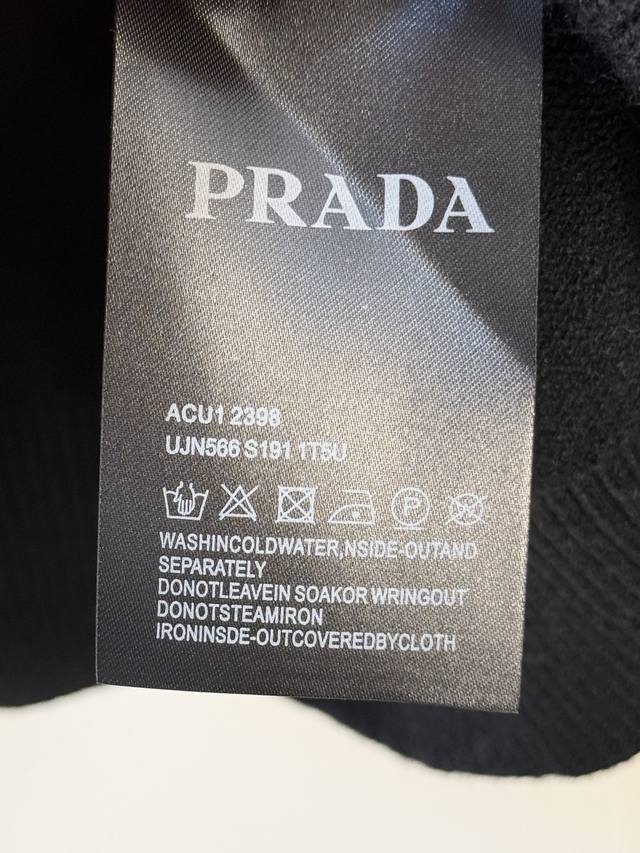 PRADA
ACU1 2398
UJN566 S191 1T5U
P
WASHINCOLDWATER,NSIDE-OUTAND
SEPARATELY
DONOTLEAVEIN SOAKOR WRINGOUT
DONOTSTEAMIRON
IRONINSDE-OUTCOVEREDBYCLOTH